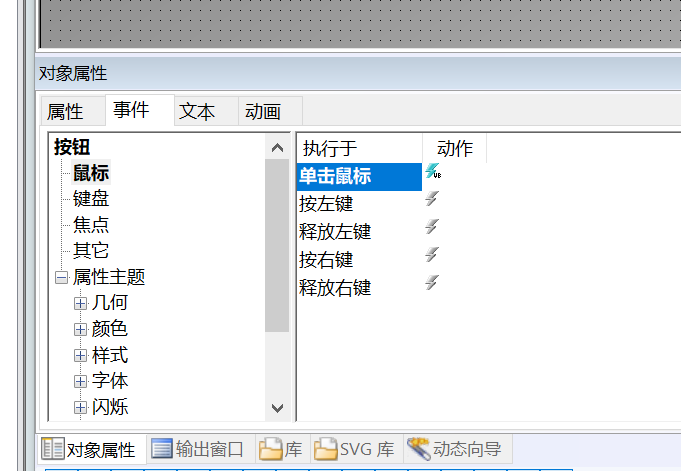 对象属性
属性 事件 文本 动画
按钮
鼠标
键盘
焦点
其它
属性主题
几何
颜色
样式
字体
闪烁
执行于 动作
单击鼠标 VB
按左键
释放左键
按右键
释放右键
对象属性 输出窗口 库 SVG 库 动态向导